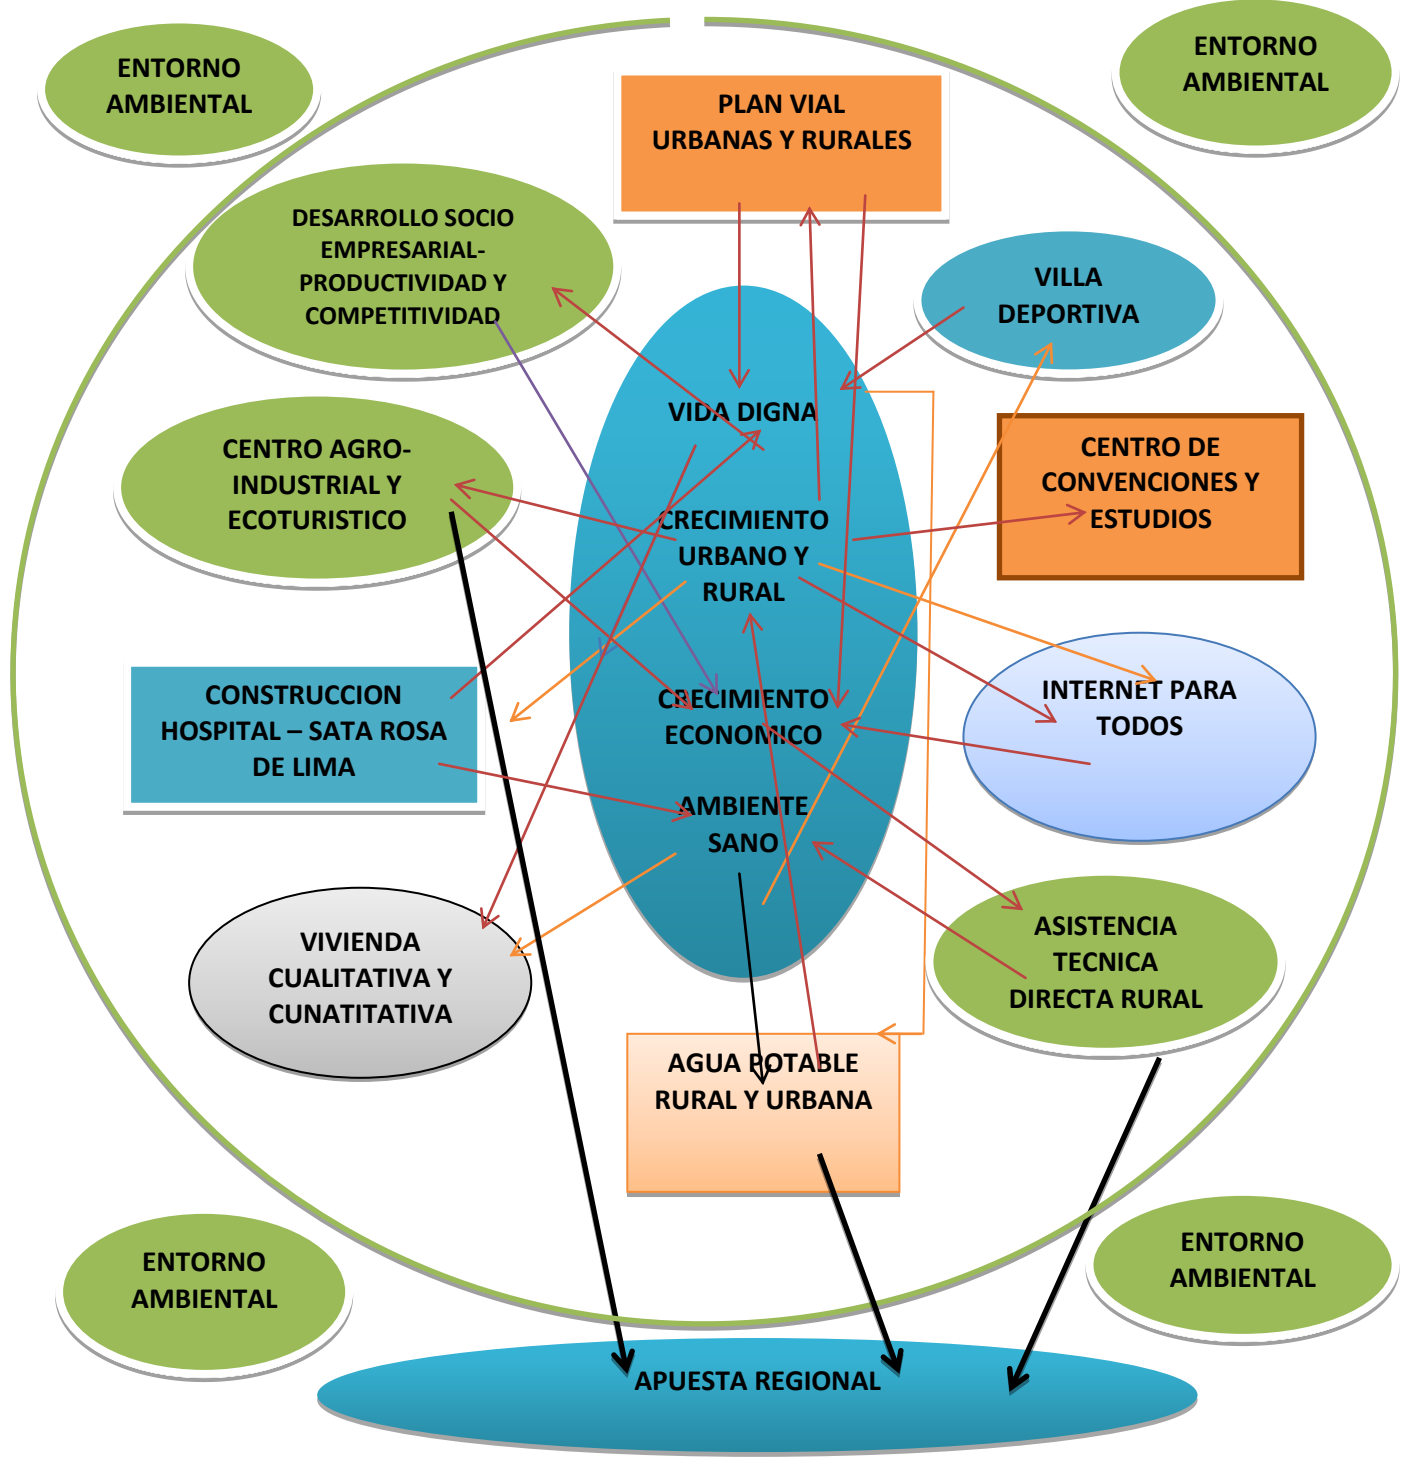 ENTORNO
AMBIENTAL
ENTORNO
AMBIENTAL
PLAN VIAL
URBANAS Y RURALES
DESARROLLO SOCIO
EMPRESARIAL-
PRODUCTIVIDAD Y
COMPETITIVIDAD
VILLA
DEPORTIVA
VIDA DIGNA
CENTRO AGRO-
INDUSTRIAL Y
ECOTURISTICO
CENTRO DE
CONVENCIONES Y
ESTUDIOS
CRECIMIENTO
URBANO Y
RURAL
CONSTRUCCION
HOSPITAL – SATA ROSA
DE LIMA
CRECIMIENTO
ECONOMICO
INTERNET PARA
TODOS
AMBIENTE
SANO
VIVIENDA
CUALITATIVA Y
CUNATITATIVA
ASISTENCIA
TECNICA
DIRECTA RURAL
AGUA POTABLE
RURAL Y URBANA
ENTORNO
AMBIENTAL
ENTORNO
AMBIENTAL
APUESTA REGIONAL